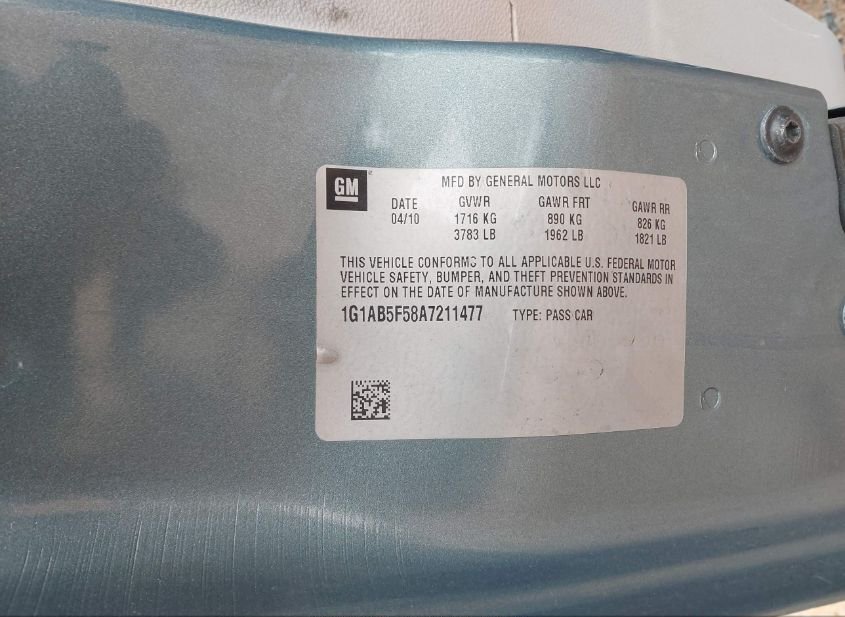 GM
MFD BY GENERAL MOTORS LLC
DATE GVWR GAWR FRT GAWR RR
04/10 1716 KG 890 KG 826 KG
3783 LB 1962 LB 1821 LB
THIS VEHICLE CONFORMS TO ALL APPLICABLE U.S. FEDERAL MOTOR
VEHICLE SAFETY, BUMPER, AND THEFT PREVENTION STANDARDS IN
EFFECT ON THE DATE OF MANUFACTURE SHOWN ABOVE.
1G1AB5F58A7211477 TYPE: PASS CAR